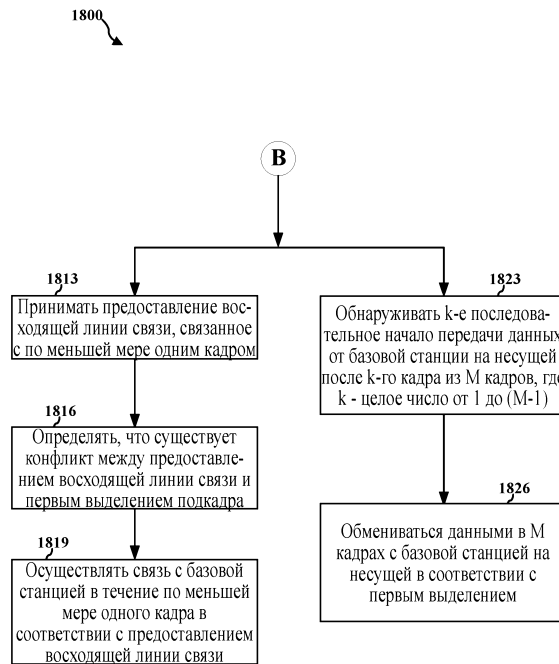 1800
B
1813
Принимать предоставление вос-
ходящей линии связи, связанное
с по меньшей мере одним кадром
1816
Определять, что существует
конфликт между предоставле-
нием восходящей линии связи и
первым выделением подкадра
1819
Осуществлять связь с базовой
станцией в течение по меньшей
мере одного кадра в
соответствии с предоставлением
восходящей линии связи
1823
Обнаруживать k-е последова-
тельное начало передачи данных
от базовой станции на несущей
после k-го кадра из M кадров, где
k - целое число от 1 до (M-1)
1826
Обмениваться данными в M
кадрах с базовой станцией на
несущей в соответствии с
первым выделением